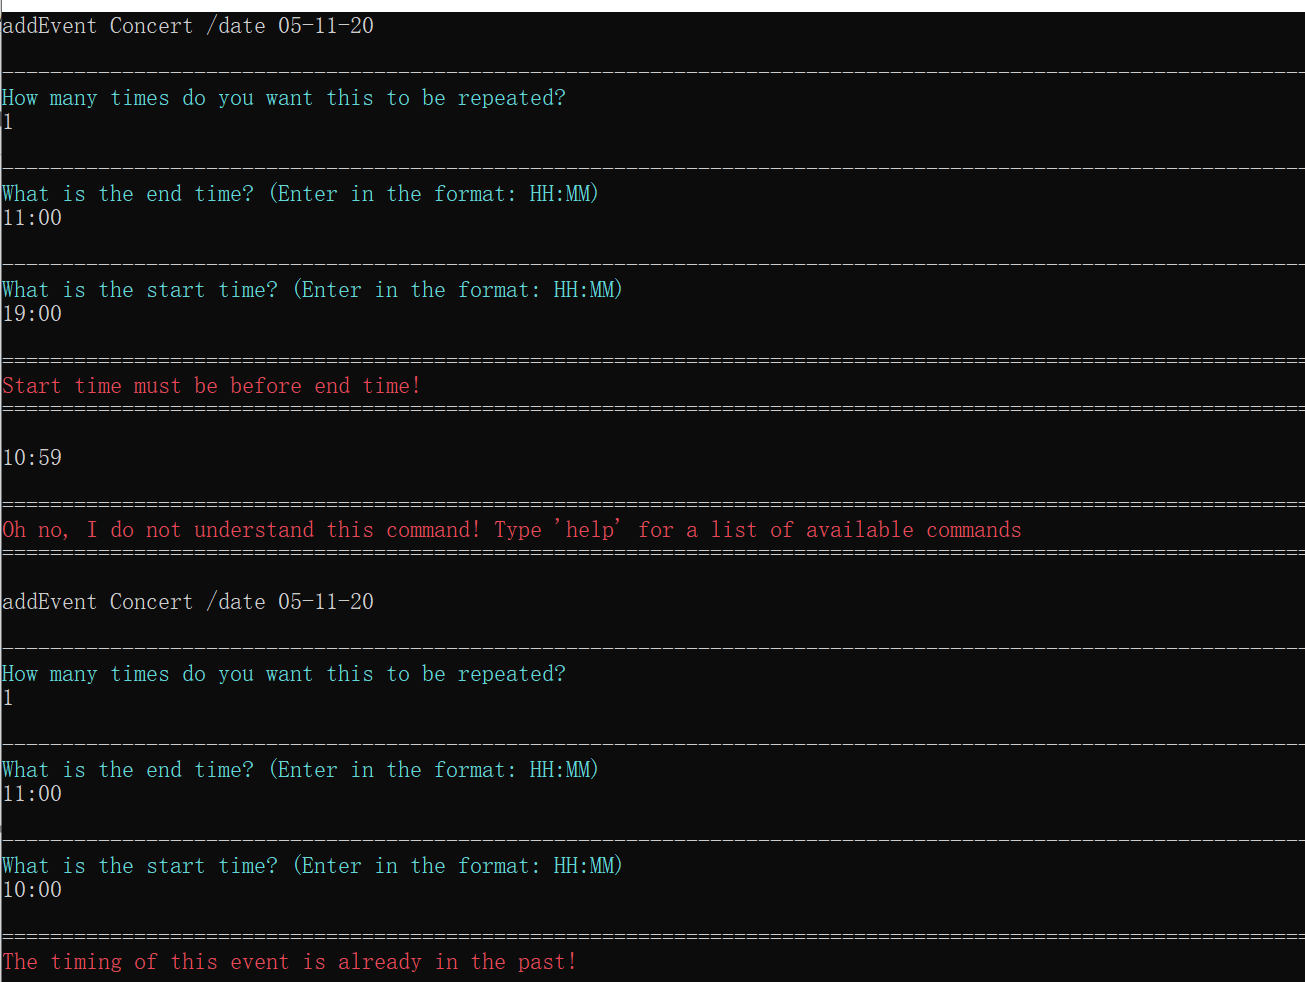 addEvent Concert /date 05-11-20
How many times do you want this to be repeated?
1
What is the end time? (Enter in the format: HH:MM)
11:00
What is the start time? (Enter in the format: HH:MM)
19:00
Start time must be before end time!
10:59
Oh no, I do not understand this command! Type 'help' for a list of available commands
addEvent Concert /date 05-11-20
How many times do you want this to be repeated?
1
What is the end time? (Enter in the format: HH:MM)
11:00
What is the start time? (Enter in the format: HH:MM)
10:00
The timing of this event is already in the past!